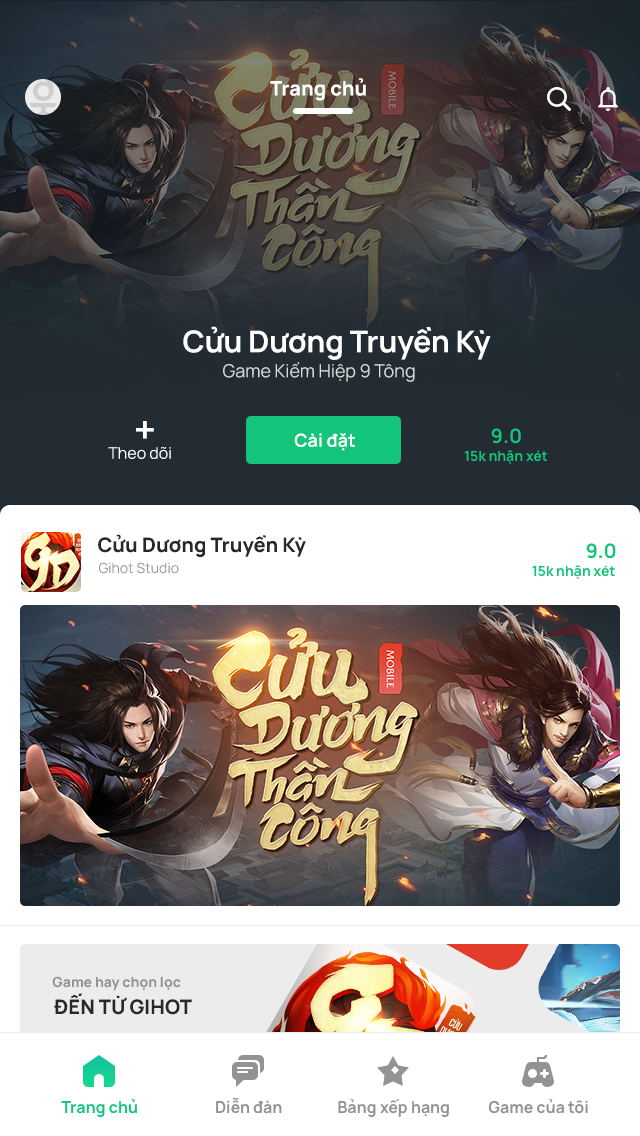 Trang chủ
Cửu
MOBILE
Dương
Thần
Công
Cửu Dương Truyền Kỳ
Game Kiếm Hiệp 9 Tông
+
Theo dõi
Cài đặt
9.0
15k nhận xét
9D
Cửu Dương Truyền Kỳ
Gihot Studio
9.0
15k nhận xét
Cửu
MOBILE
Dương
Thần
Công
Game hay chọn lọc
ĐẾN TỪ GIHOT
CỬU
Trang chủ
Diễn đàn
Bảng xếp hạng
Game của tôi